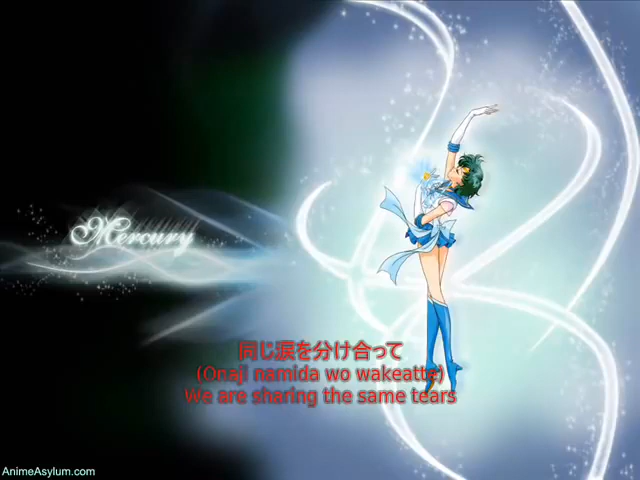 Mercury
同じ涙を分け合って
(Onaji namida wo wakeatte)
We are sharing the same tears
AnimeAsylum.com